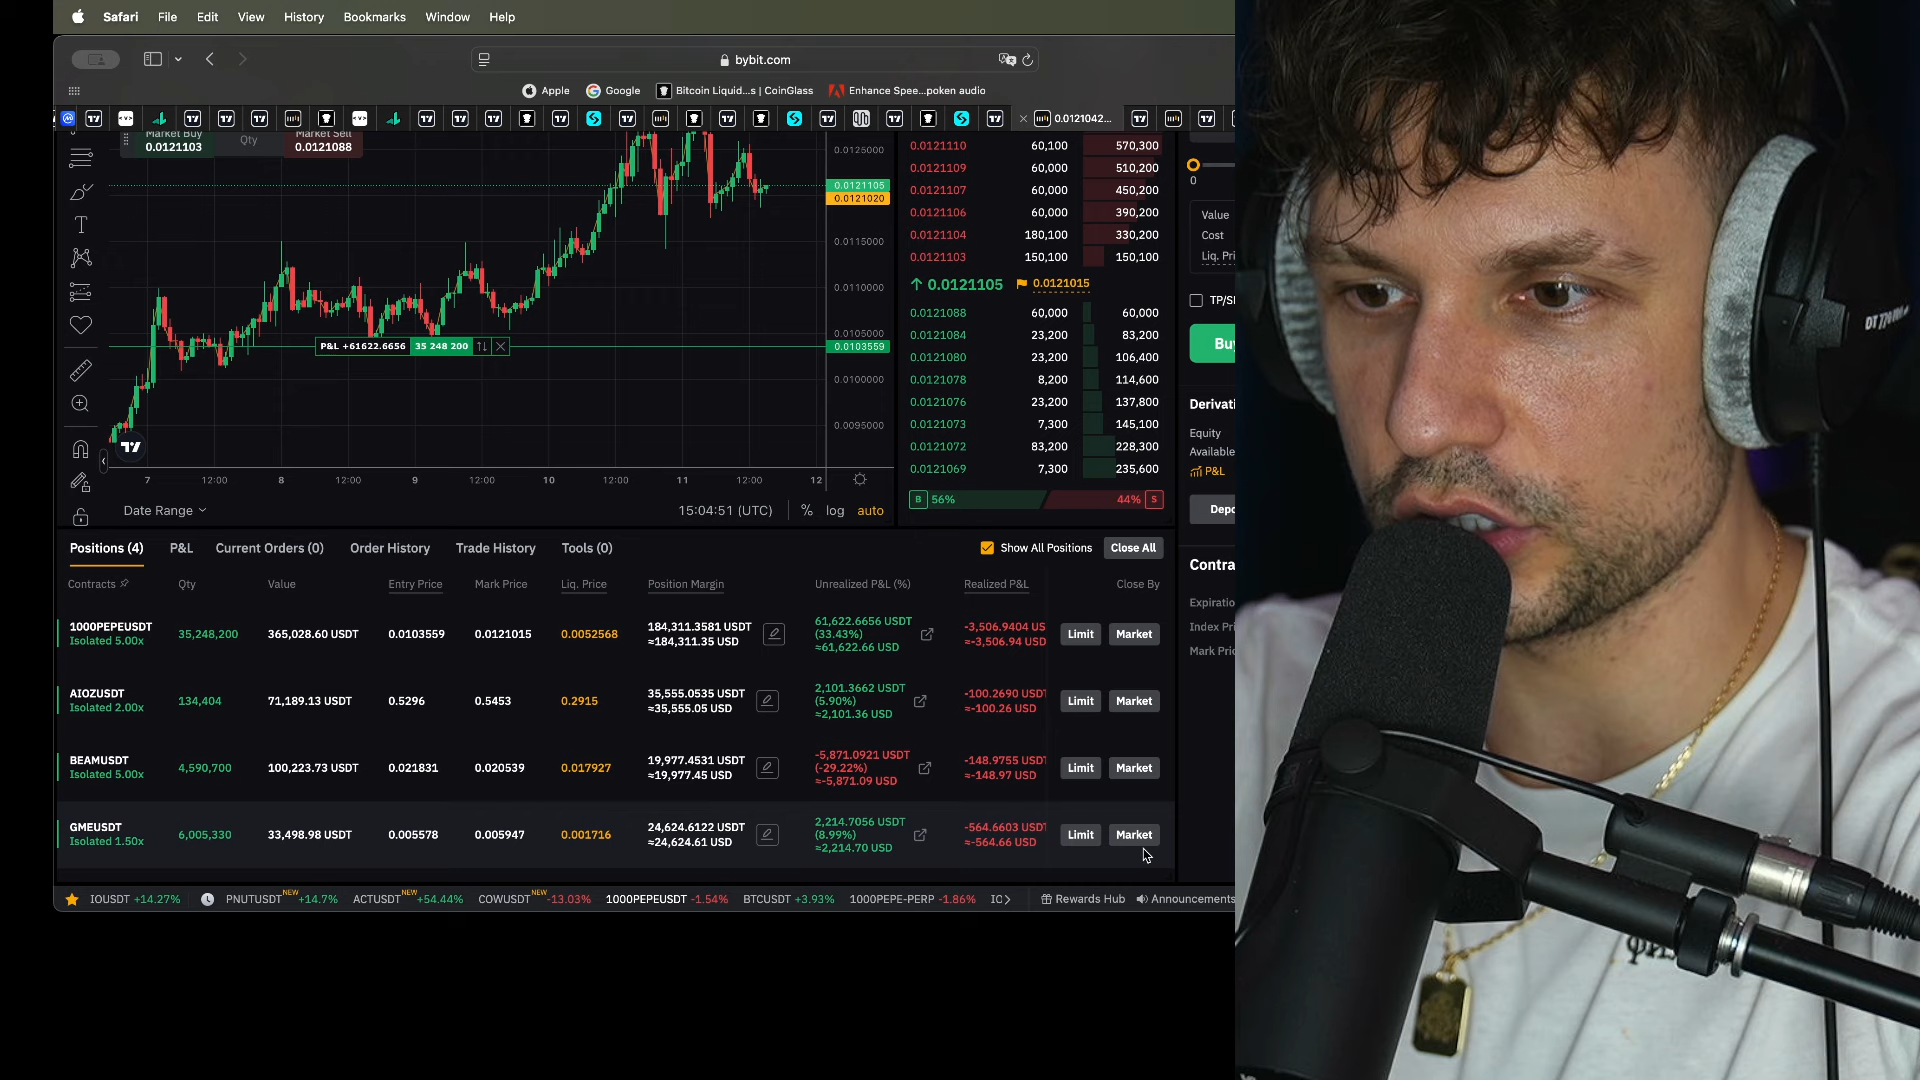 Safari File Edit View History Bookmarks Window Help
bybit.com
Apple Google Bitcoin Liquid...s | CoinGlass Enhance Spee...poken audio
0.0121042...
Market Buy
0.0121103
Qty
Market Sell
0.0121088
0.0125000
0.0121105
0.0121020
0.0115000
0.0110000
0.0105000
0.0103559
0.0100000
0.0095000
P&L +61622.6656 35 248 200
7 12:00 8 12:00 9 12:00 10 12:00 11 12:00 12
Date Range 15:04:51 (UTC) % log auto
0.0121110 60,100 570,300
0.0121109 60,000 510,200
0.0121107 60,000 450,200
0.0121106 60,000 390,200
0.0121104 180,100 330,200
0.0121103 150,100 150,100
0.0121105 0.0121015
0.0121088 60,000 60,000
0.0121084 23,200 83,200
0.0121080 23,200 106,400
0.0121078 8,200 114,600
0.0121076 23,200 137,800
0.0121073 7,300 145,100
0.0121072 83,200 228,300
0.0121069 7,300 235,600
B 56% 44% S
0
Value
Cost
Liq. Pri
TP/S
Buy
Derivati
Equity
Available
P&L
Depo
Contra
Expiratio
Index Pri
Mark Pric
Positions (4) P&L Current Orders (0) Order History Trade History Tools (0) Show All Positions Close All
Contracts Qty Value Entry Price Mark Price Liq. Price Position Margin Unrealized P&L (%) Realized P&L Close By
1000PEPEUSDT
Isolated 5.00x
35,248,200 365,028.60 USDT 0.0103559 0.0121015 0.0052568
184,311.3581 USDT
≈184,311.35 USD
61,622.6656 USDT
(33.43%)
≈61,622.66 USD
-3,506.9404 US
≈-3,506.94 USD
Limit Market
AIOZUSDT
Isolated 2.00x
134,404 71,189.13 USDT 0.5296 0.5453 0.2915
35,555.0535 USDT
≈35,555.05 USD
2,101.3662 USDT
(5.90%)
≈2,101.36 USD
-100.2690 USDT
≈-100.26 USD
Limit Market
BEAMUSDT
Isolated 5.00x
4,590,700 100,223.73 USDT 0.021831 0.020539 0.017927
19,977.4531 USDT
≈19,977.45 USD
-5,871.0921 USDT
(-29.22%)
≈-5,871.09 USD
-148.9755 USDT
≈-148.97 USD
Limit Market
GMEUSDT
Isolated 1.50x
6,005,330 33,498.98 USDT 0.005578 0.005947 0.001716
24,624.6122 USDT
≈24,624.61 USD
2,214.7056 USDT
(8.99%)
≈2,214.70 USD
-564.6603 USDT
≈-564.66 USD
Limit Market
IOUSDT +14.27% PNUTUSDT NEW +14.7% ACTUSDT NEW +54.44% COWUSDT NEW -13.03% 1000PEPEUSDT -1.54% BTCUSDT +3.93% 1000PEPE-PERP -1.86% IC Rewards Hub Announcements